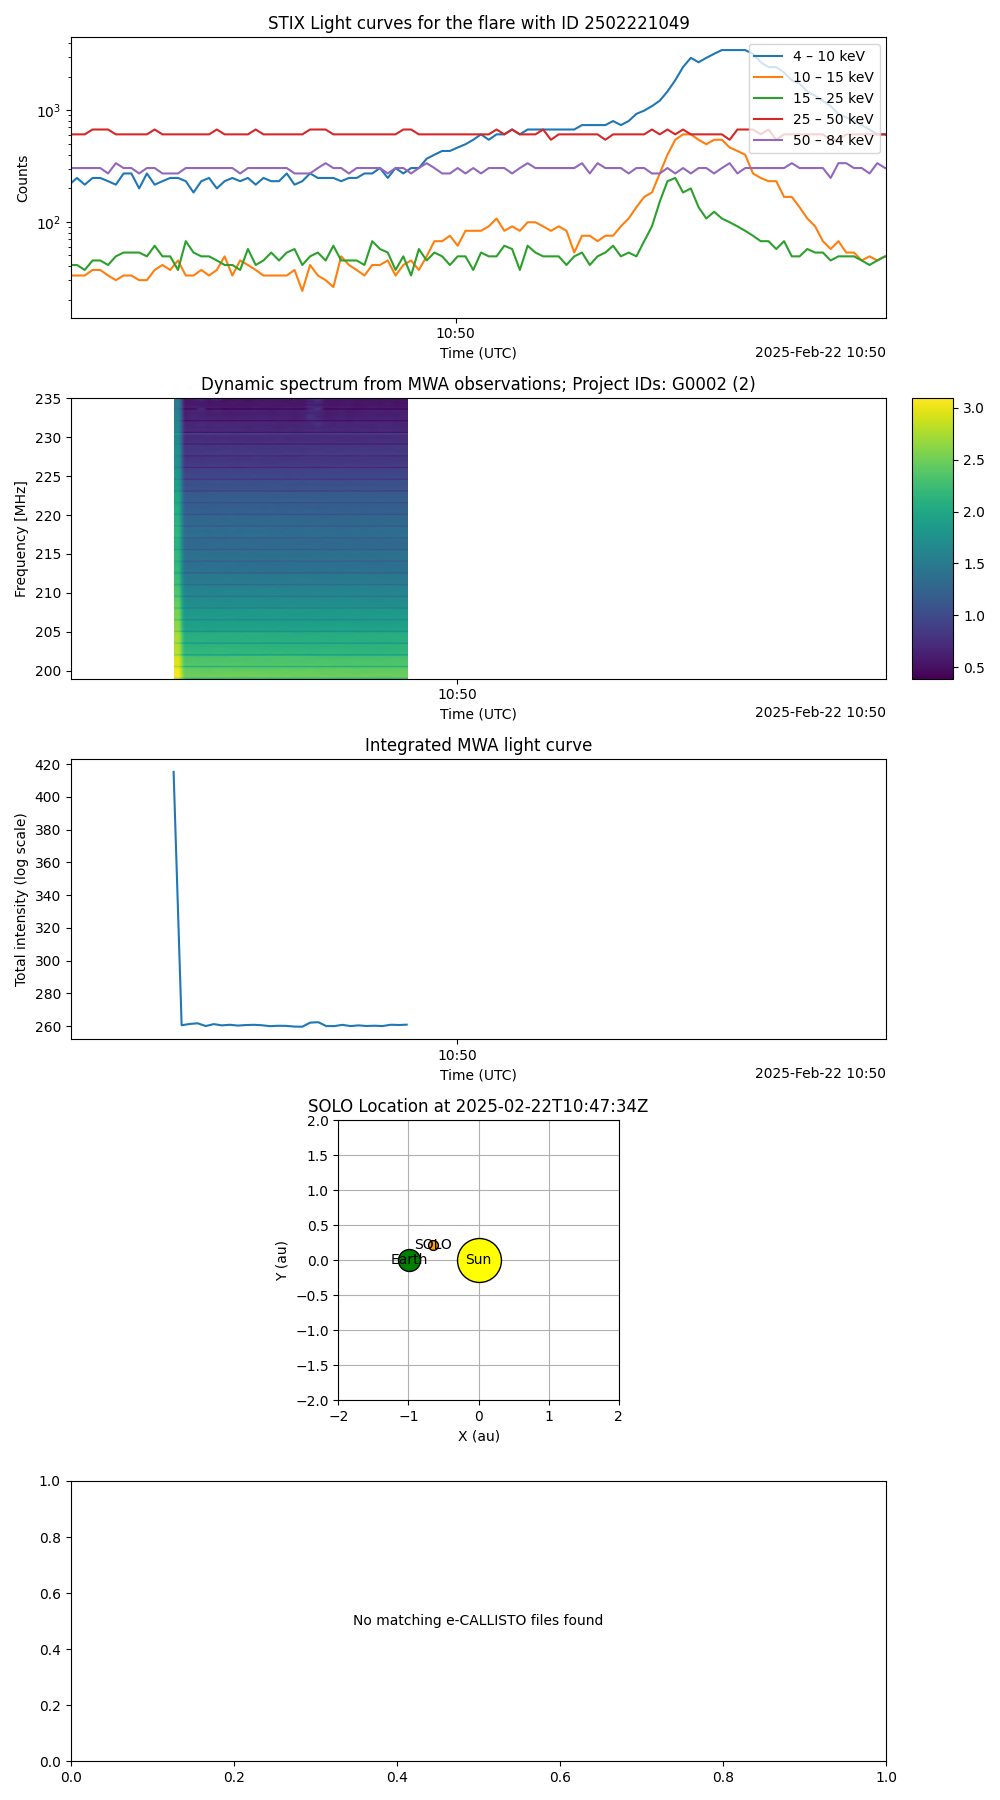 STIX Light curves for the flare with ID 2502221049
4 – 10 keV
10 – 15 keV
15 – 25 keV
25 – 50 keV
50 – 84 keV
10³
10²
Counts
10:50
Time (UTC)
2025-Feb-22 10:50
Dynamic spectrum from MWA observations; Project IDs: G0002 (2)
235
230
225
220
215
210
205
200
Frequency [MHz]
3.0
2.5
2.0
1.5
1.0
0.5
10:50
Time (UTC)
2025-Feb-22 10:50
Integrated MWA light curve
420
400
380
360
340
320
300
280
260
Total intensity (log scale)
10:50
Time (UTC)
2025-Feb-22 10:50
SOLO Location at 2025-02-22T10:47:34Z
2.0
1.5
1.0
0.5
0.0
−0.5
−1.0
−1.5
−2.0
Y (au)
SOLO
Earth
Sun
−2 −1 0 1 2
X (au)
1.0
0.8
0.6
0.4
0.2
0.0
No matching e-CALLISTO files found
0.0 0.2 0.4 0.6 0.8 1.0